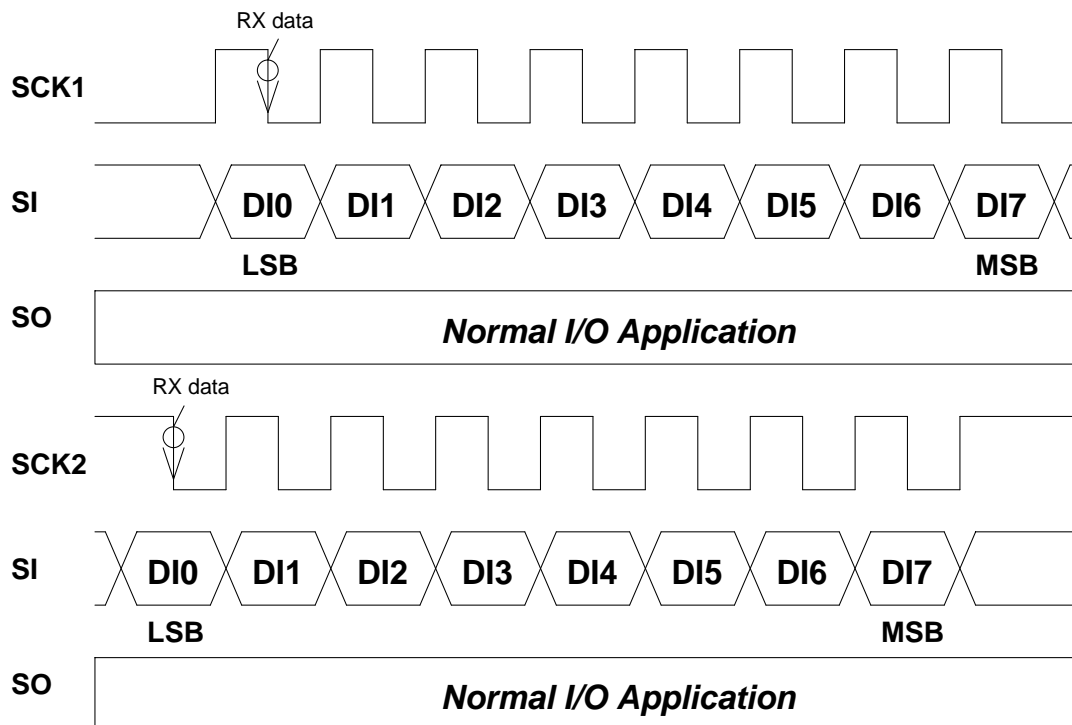 RX data
SCK1
SI DI0 DI1 DI2 DI3 DI4 DI5 DI6 DI7
LSB MSB
SO Normal I/O Application
RX data
SCK2
SI DI0 DI1 DI2 DI3 DI4 DI5 DI6 DI7
LSB MSB
SO Normal I/O Application